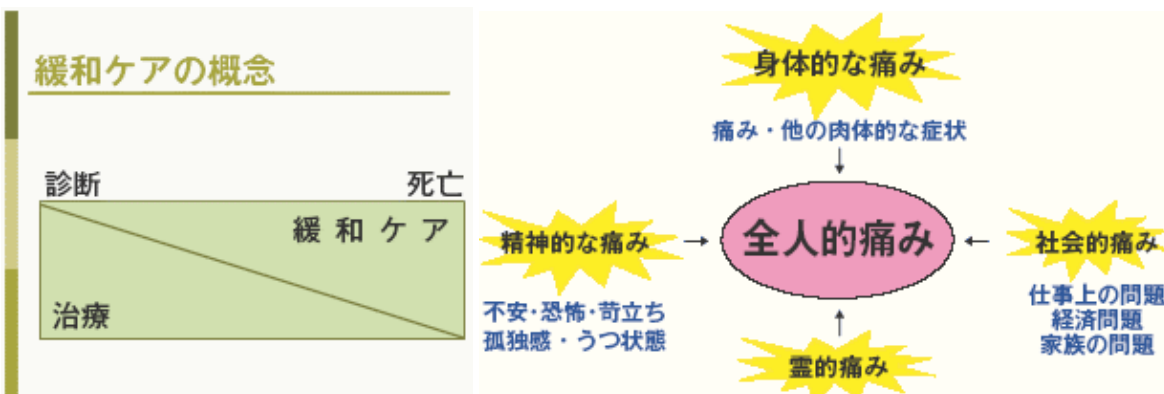 緩和ケアの概念
診断
死亡
緩和ケア
治療
身体的な痛み
痛み・他の肉体的な症状
精神的な痛み
不安・恐怖・苛立ち
孤独感・うつ状態
全人的痛み
社会的痛み
仕事上の問題
経済問題
家族の問題
霊的痛み